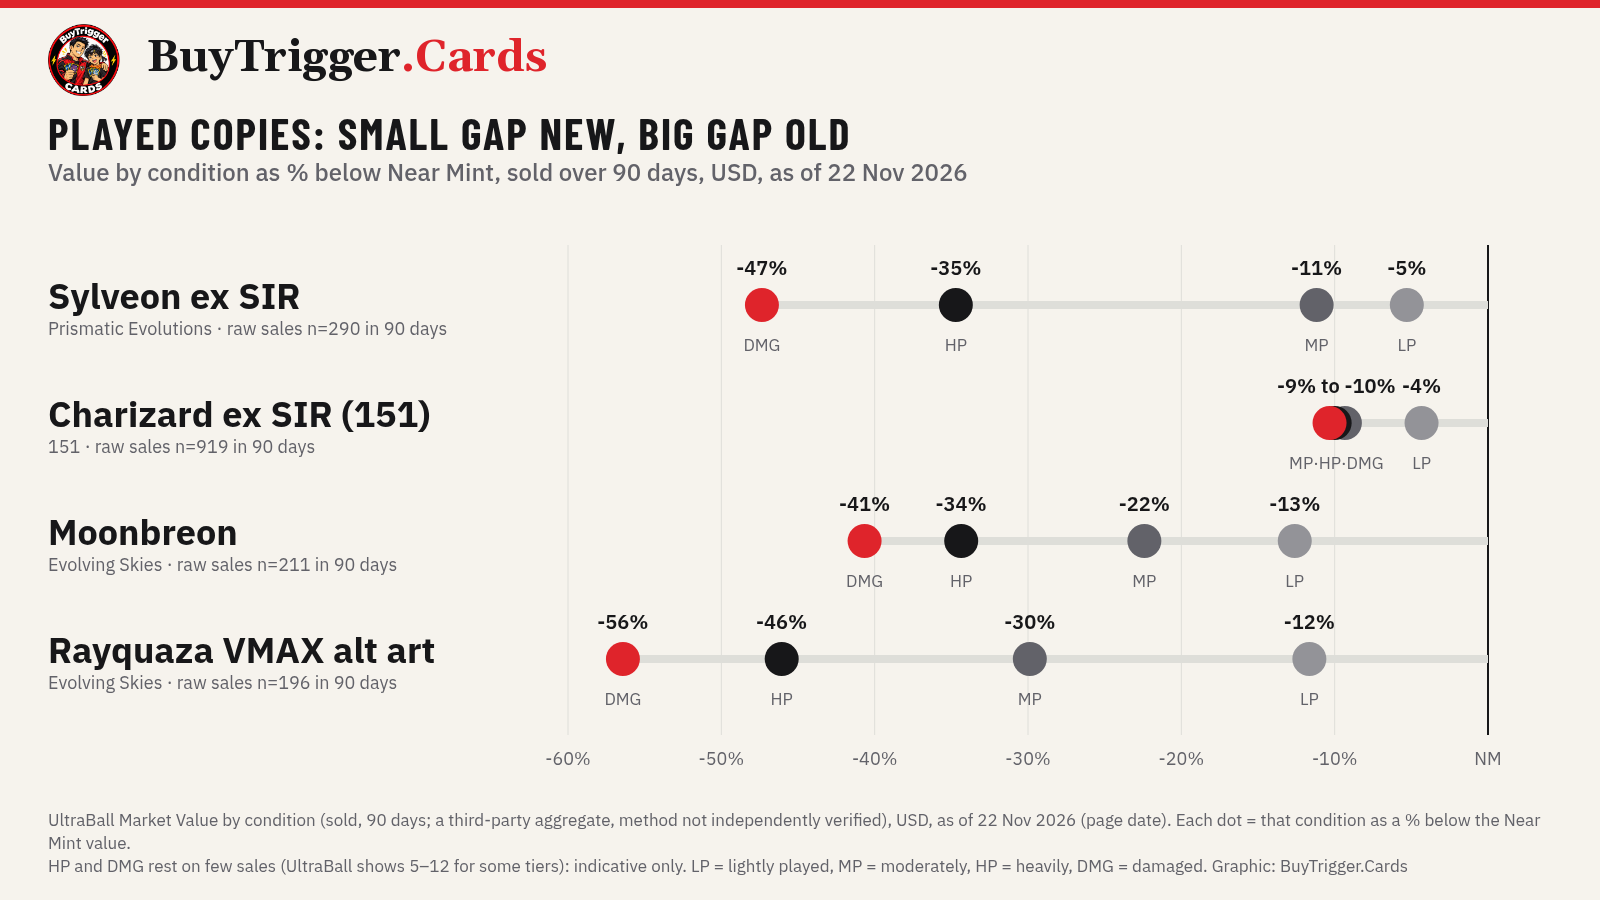 BuyTrigger
CARDS
BuyTrigger.Cards
PLAYED COPIES: SMALL GAP NEW, BIG GAP OLD
Value by condition as % below Near Mint, sold over 90 days, USD, as of 22 Nov 2026
-47% -35% -11% -5%
Sylveon ex SIR
Prismatic Evolutions · raw sales n=290 in 90 days
DMG HP MP LP
-9% to -10% -4%
Charizard ex SIR (151)
151 · raw sales n=919 in 90 days
MP·HP·DMG LP
-41% -34% -22% -13%
Moonbreon
Evolving Skies · raw sales n=211 in 90 days
DMG HP MP LP
-56% -46% -30% -12%
Rayquaza VMAX alt art
Evolving Skies · raw sales n=196 in 90 days
DMG HP MP LP
-60% -50% -40% -30% -20% -10% NM
UltraBall Market Value by condition (sold, 90 days; a third-party aggregate, method not independently verified), USD, as of 22 Nov 2026 (page date). Each dot = that condition as a % below the Near
Mint value.
HP and DMG rest on few sales (UltraBall shows 5–12 for some tiers): indicative only. LP = lightly played, MP = moderately, HP = heavily, DMG = damaged. Graphic: BuyTrigger.Cards